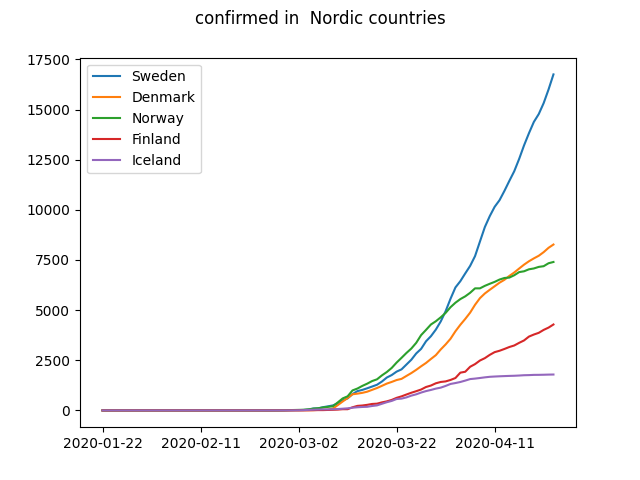 confirmed in  Nordic countries
17500
15000
12500
10000
7500
5000
2500
0
Sweden
Denmark
Norway
Finland
Iceland
2020-01-22 2020-02-11 2020-03-02 2020-03-22 2020-04-11